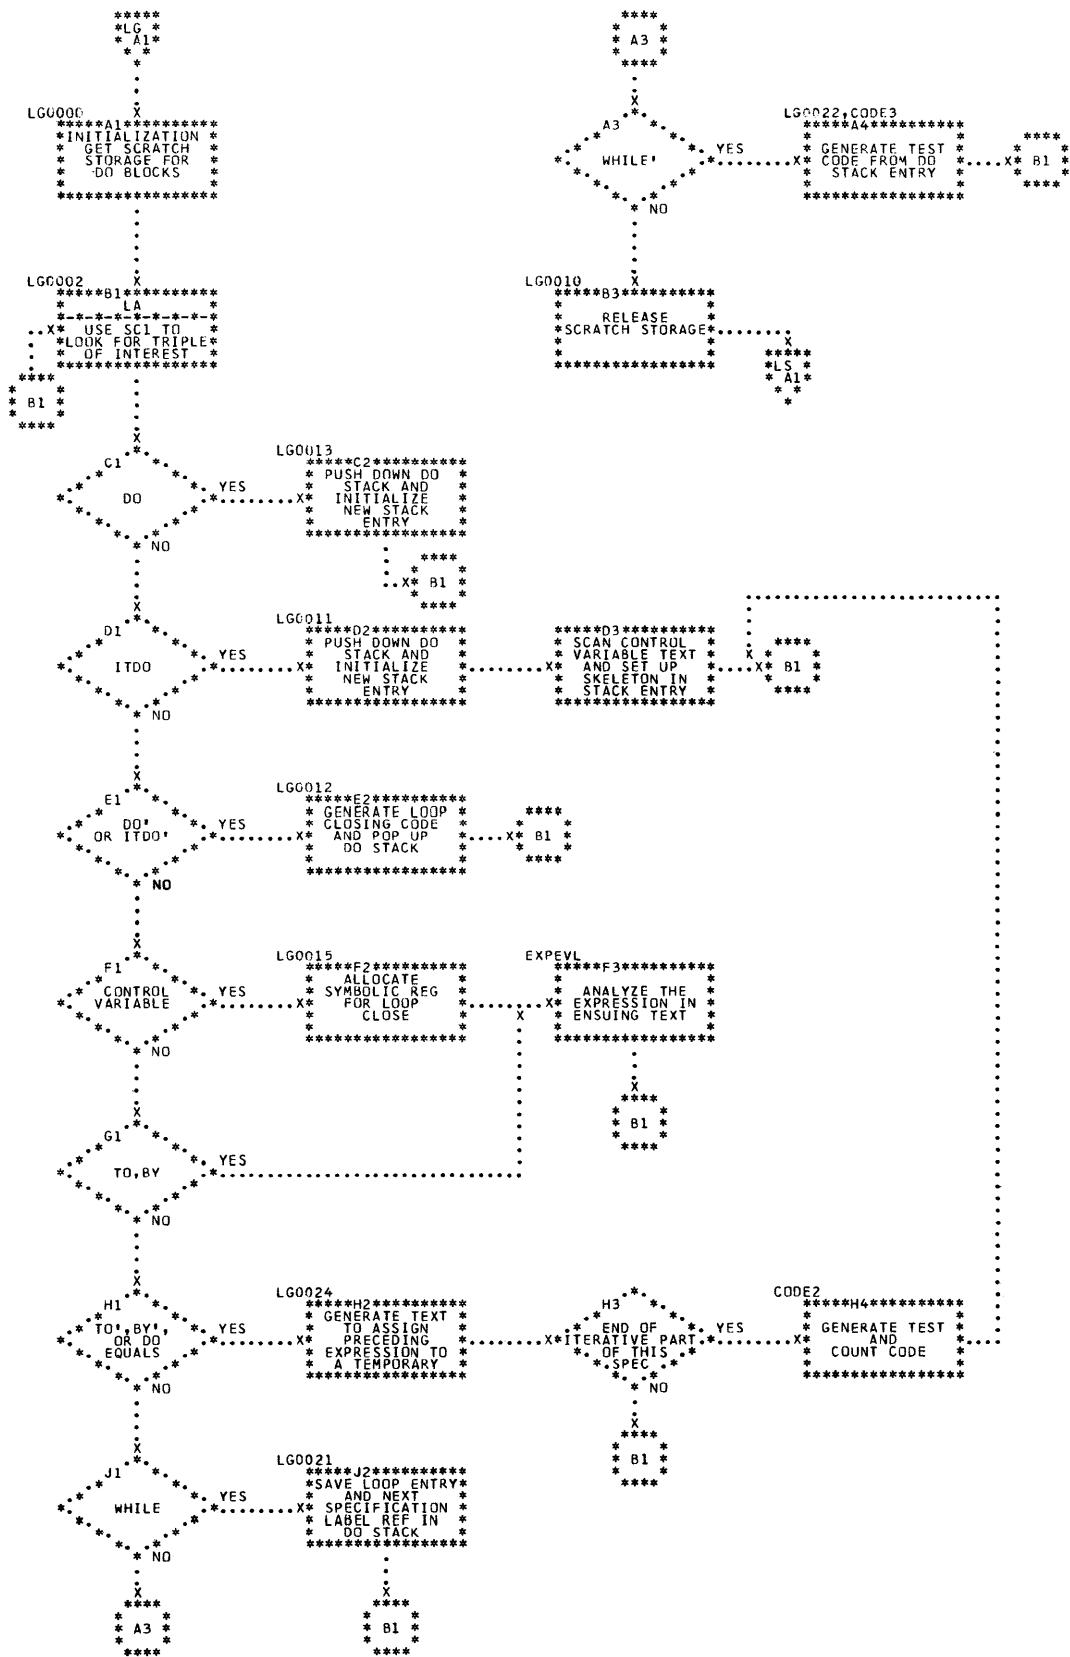 LG
A1
A3
LG0000
A1
INITIALIZATION
GET SCRATCH
STORAGE FOR
DO BLOCKS
A3
WHILE'
YES
NO
LG0022,CODE3
A4
GENERATE TEST
CODE FROM DO
STACK ENTRY
B1
LG0002
B1
LA
USE SC1 TO
LOOK FOR TRIPLE
OF INTEREST
B1
LG0010
B3
RELEASE
SCRATCH STORAGE
LS
A1
C1
DO
YES
NO
LG0013
C2
PUSH DOWN DO
STACK AND
INITIALIZE
NEW STACK
ENTRY
B1
D1
ITDO
YES
NO
LG0011
D2
PUSH DOWN DO
STACK AND
INITIALIZE
NEW STACK
ENTRY
D3
SCAN CONTROL
VARIABLE TEXT
AND SET UP
SKELETON IN
STACK ENTRY
B1
E1
DO'
OR ITDO'
YES
NO
LG0012
E2
GENERATE LOOP
CLOSING CODE
AND POP UP
DO STACK
B1
F1
CONTROL
VARIABLE
YES
NO
LG0015
F2
ALLOCATE
SYMBOLIC REG
FOR LOOP
CLOSE
EXPEVL
F3
ANALYZE THE
EXPRESSION IN
ENSUING TEXT
B1
G1
TO,BY
YES
NO
H1
TO',BY',
OR DO
EQUALS
YES
NO
LG0024
H2
GENERATE TEXT
TO ASSIGN
PRECEDING
EXPRESSION TO
A TEMPORARY
H3
END OF
ITERATIVE PART
OF THIS
SPEC
YES
NO
CODE2
H4
GENERATE TEST
AND
COUNT CODE
B1
J1
WHILE
YES
NO
LG0021
J2
SAVE LOOP ENTRY
AND NEXT
SPECIFICATION
LABEL REF IN
DO STACK
A3
B1